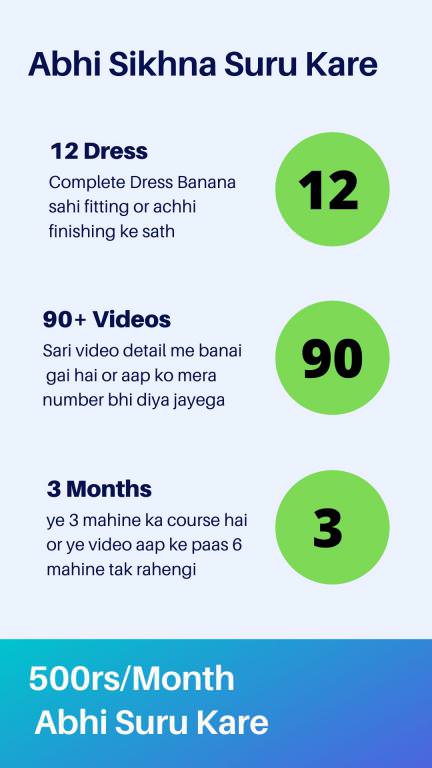 Abhi Sikhna Suru Kare
12 Dress
Complete Dress Banana
sahi fitting or achhi
finishing ke sath
12
90+ Videos
Sari video detail me banai
gai hai or aap ko mera
number bhi diya jayega
90
3 Months
ye 3 mahine ka course hai
or ye video aap ke paas 6
mahine tak rahengi
3
500rs/Month
Abhi Suru Kare